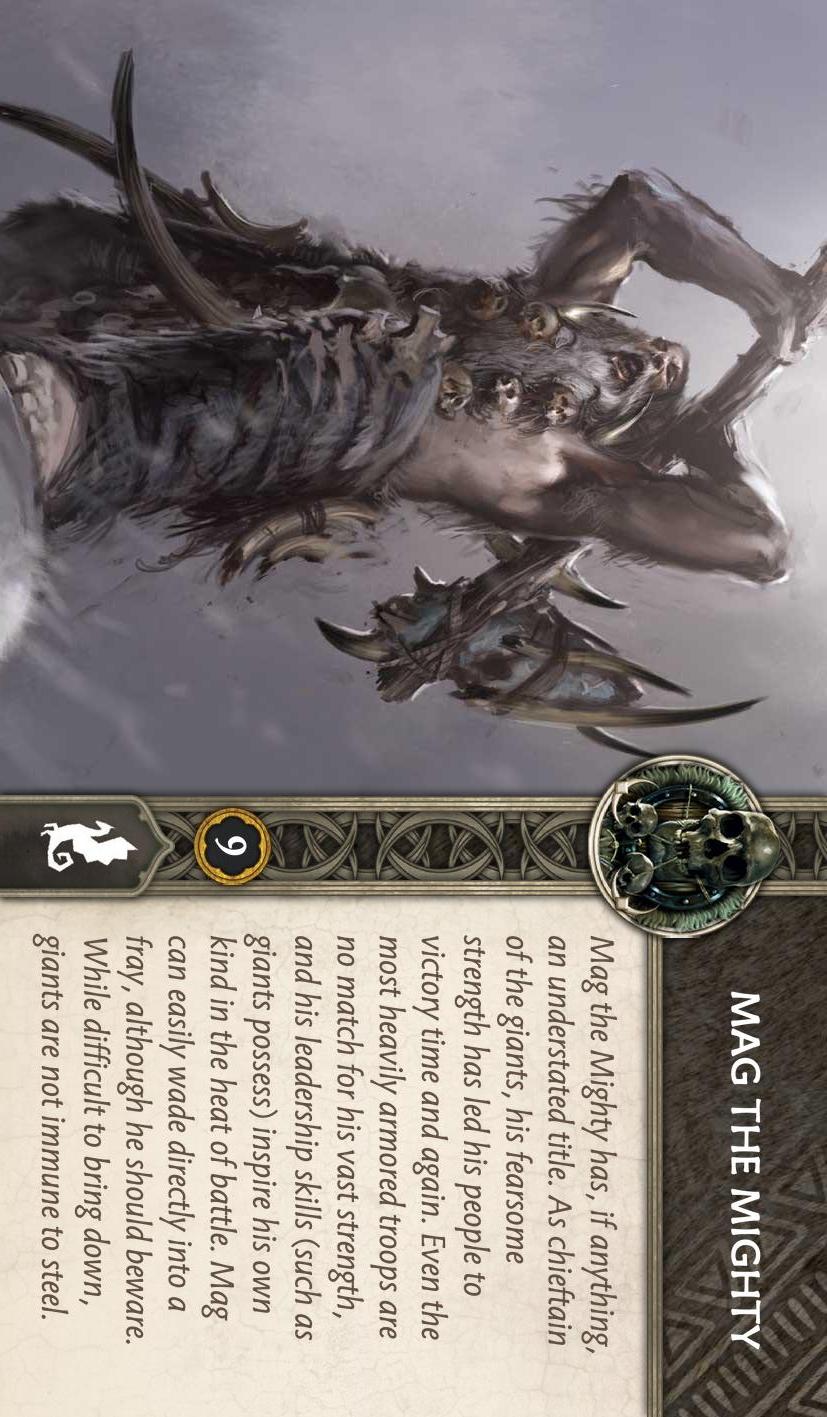 MAG THE MIGHTY
Mag the Mighty has, if anything,
an understated title. As chieftain
of the giants, his fearsome
strength has led his people to
victory time and again. Even the
most heavily armored troops are
no match for his vast strength,
and his leadership skills (such as
giants possess) inspire his own
kind in the heat of battle. Mag
can easily wade directly into a
fray, although he should beware.
While difficult to bring down,
giants are not immune to steel.
9